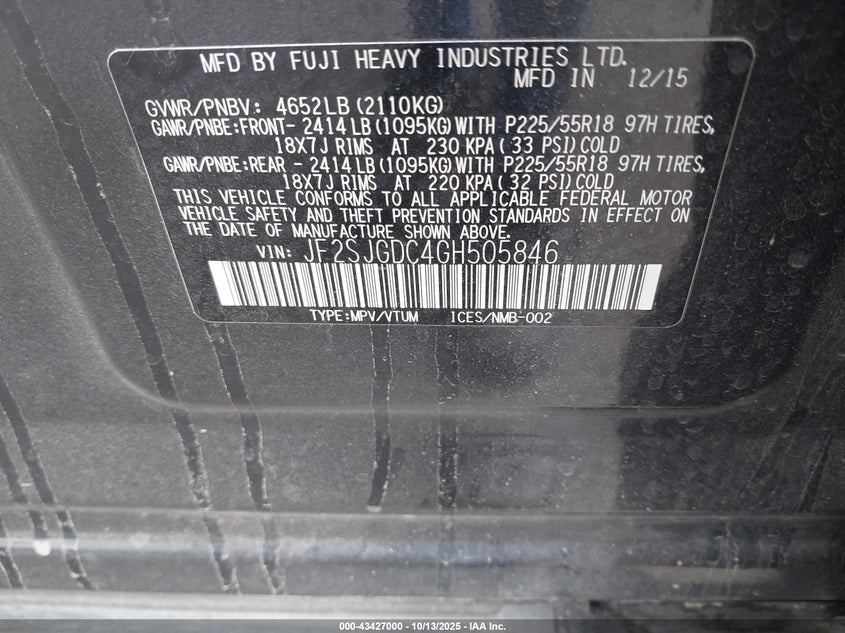 MFD BY FUJI HEAVY INDUSTRIES LTD.
MFD IN 12/15
GVWR/PNBV: 4652LB (2110KG)
GAWR/PNBE:FRONT- 2414LB (1095KG)WITH P225/55R18 97H TIRES,
18X7J RIMS AT 230 KPA( 33 PSI)COLD
GAWR/PNBE:REAR - 2414LB (1095KG)WITH P225/55R18 97H TIRES,
18X7J RIMS AT 220 KPA( 32 PSI)COLD
THIS VEHICLE CONFORMS TO ALL APPLICABLE FEDERAL MOTOR
VEHICLE SAFETY AND THEFT PREVENTION STANDARDS IN EFFECT ON
THE DATE OF MANUFACTURE SHOWN ABOVE.
VIN: JF2SJGDC4GH505846
TYPE:MPV/VTUM ICES/NMB-002
000-43427000 - 10/13/2025 - IAA Inc.